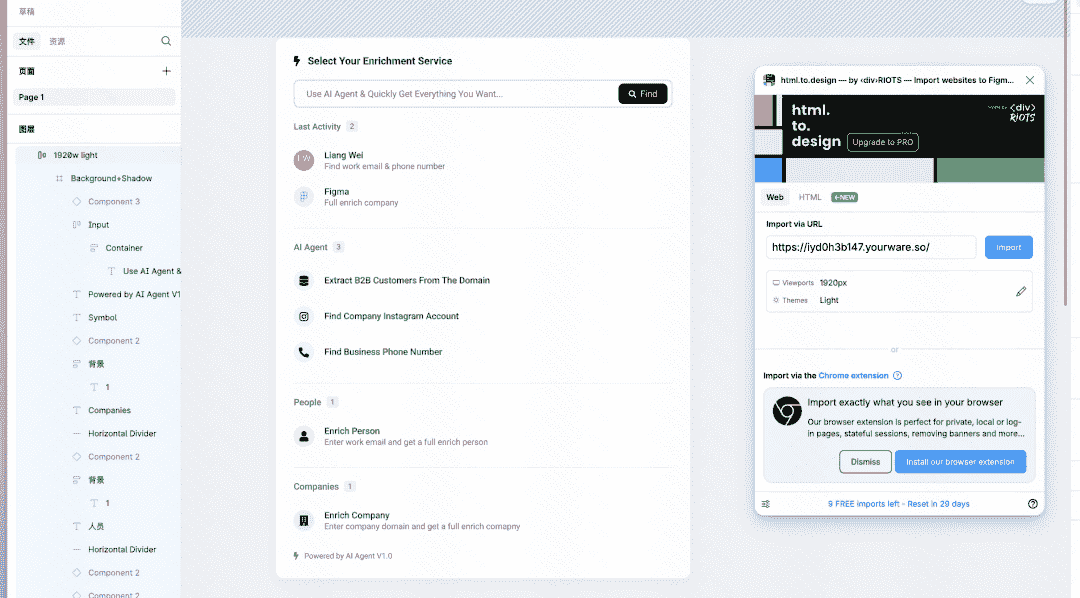 草稿
文件 资源
页面
Page 1
图层
1920w light
Background+Shadow
Component 3
Input
Container
Use AI Agent &
Powered by AI Agent V1
Symbol
Component 2
背景
1
Companies
Horizontal Divider
Component 2
背景
1
人员
Horizontal Divider
Component 2
Component 2
Select Your Enrichment Service
Use AI Agent & Quickly Get Everything You Want...
Find
Last Activity 2
LW
Liang Wei
Find work email & phone number
Figma
Full enrich company
AI Agent 3
Extract B2B Customers From The Domain
Find Company Instagram Account
Find Business Phone Number
People 1
Enrich Person
Enter work email and get a full enrich person
Companies 1
Enrich Company
Enter company domain and get a full enrich comapny
Powered by AI Agent V1.0
html.to.design — by <div>RIOTS — Import websites to Figm...
html.
to.
design
Upgrade to PRO
<div>
RIOTS
Web HTML NEW
Import via URL
https://iyd0h3b147.yourware.so/
Import
Viewports 1920px
Themes Light
or
Import via the Chrome extension
Import exactly what you see in your browser
Our browser extension is perfect for private, local or log-
in pages, stateful sessions, removing banners and more...
Dismiss
Install our browser extension
9 FREE imports left - Reset in 29 days